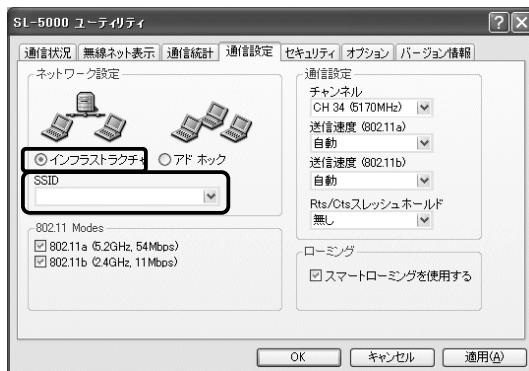 SL-5000 ユーティリティ
通信状況 無線ネット表示 通信統計 通信設定 セキュリティ オプション バージョン情報
ネットワーク設定
インフラストラクチャ アド ホック
SSID
802.11 Modes
802.11a (5.2GHz, 54Mbps)
802.11b (2.4GHz, 11Mbps)
通信設定
チャンネル
CH 34 (5170MHz)
送信速度 (802.11a)
自動
送信速度 (802.11b)
自動
Rts/Ctsスレッシュホールド
無し
ローミング
スマートローミングを使用する
OK キャンセル 適用(A)